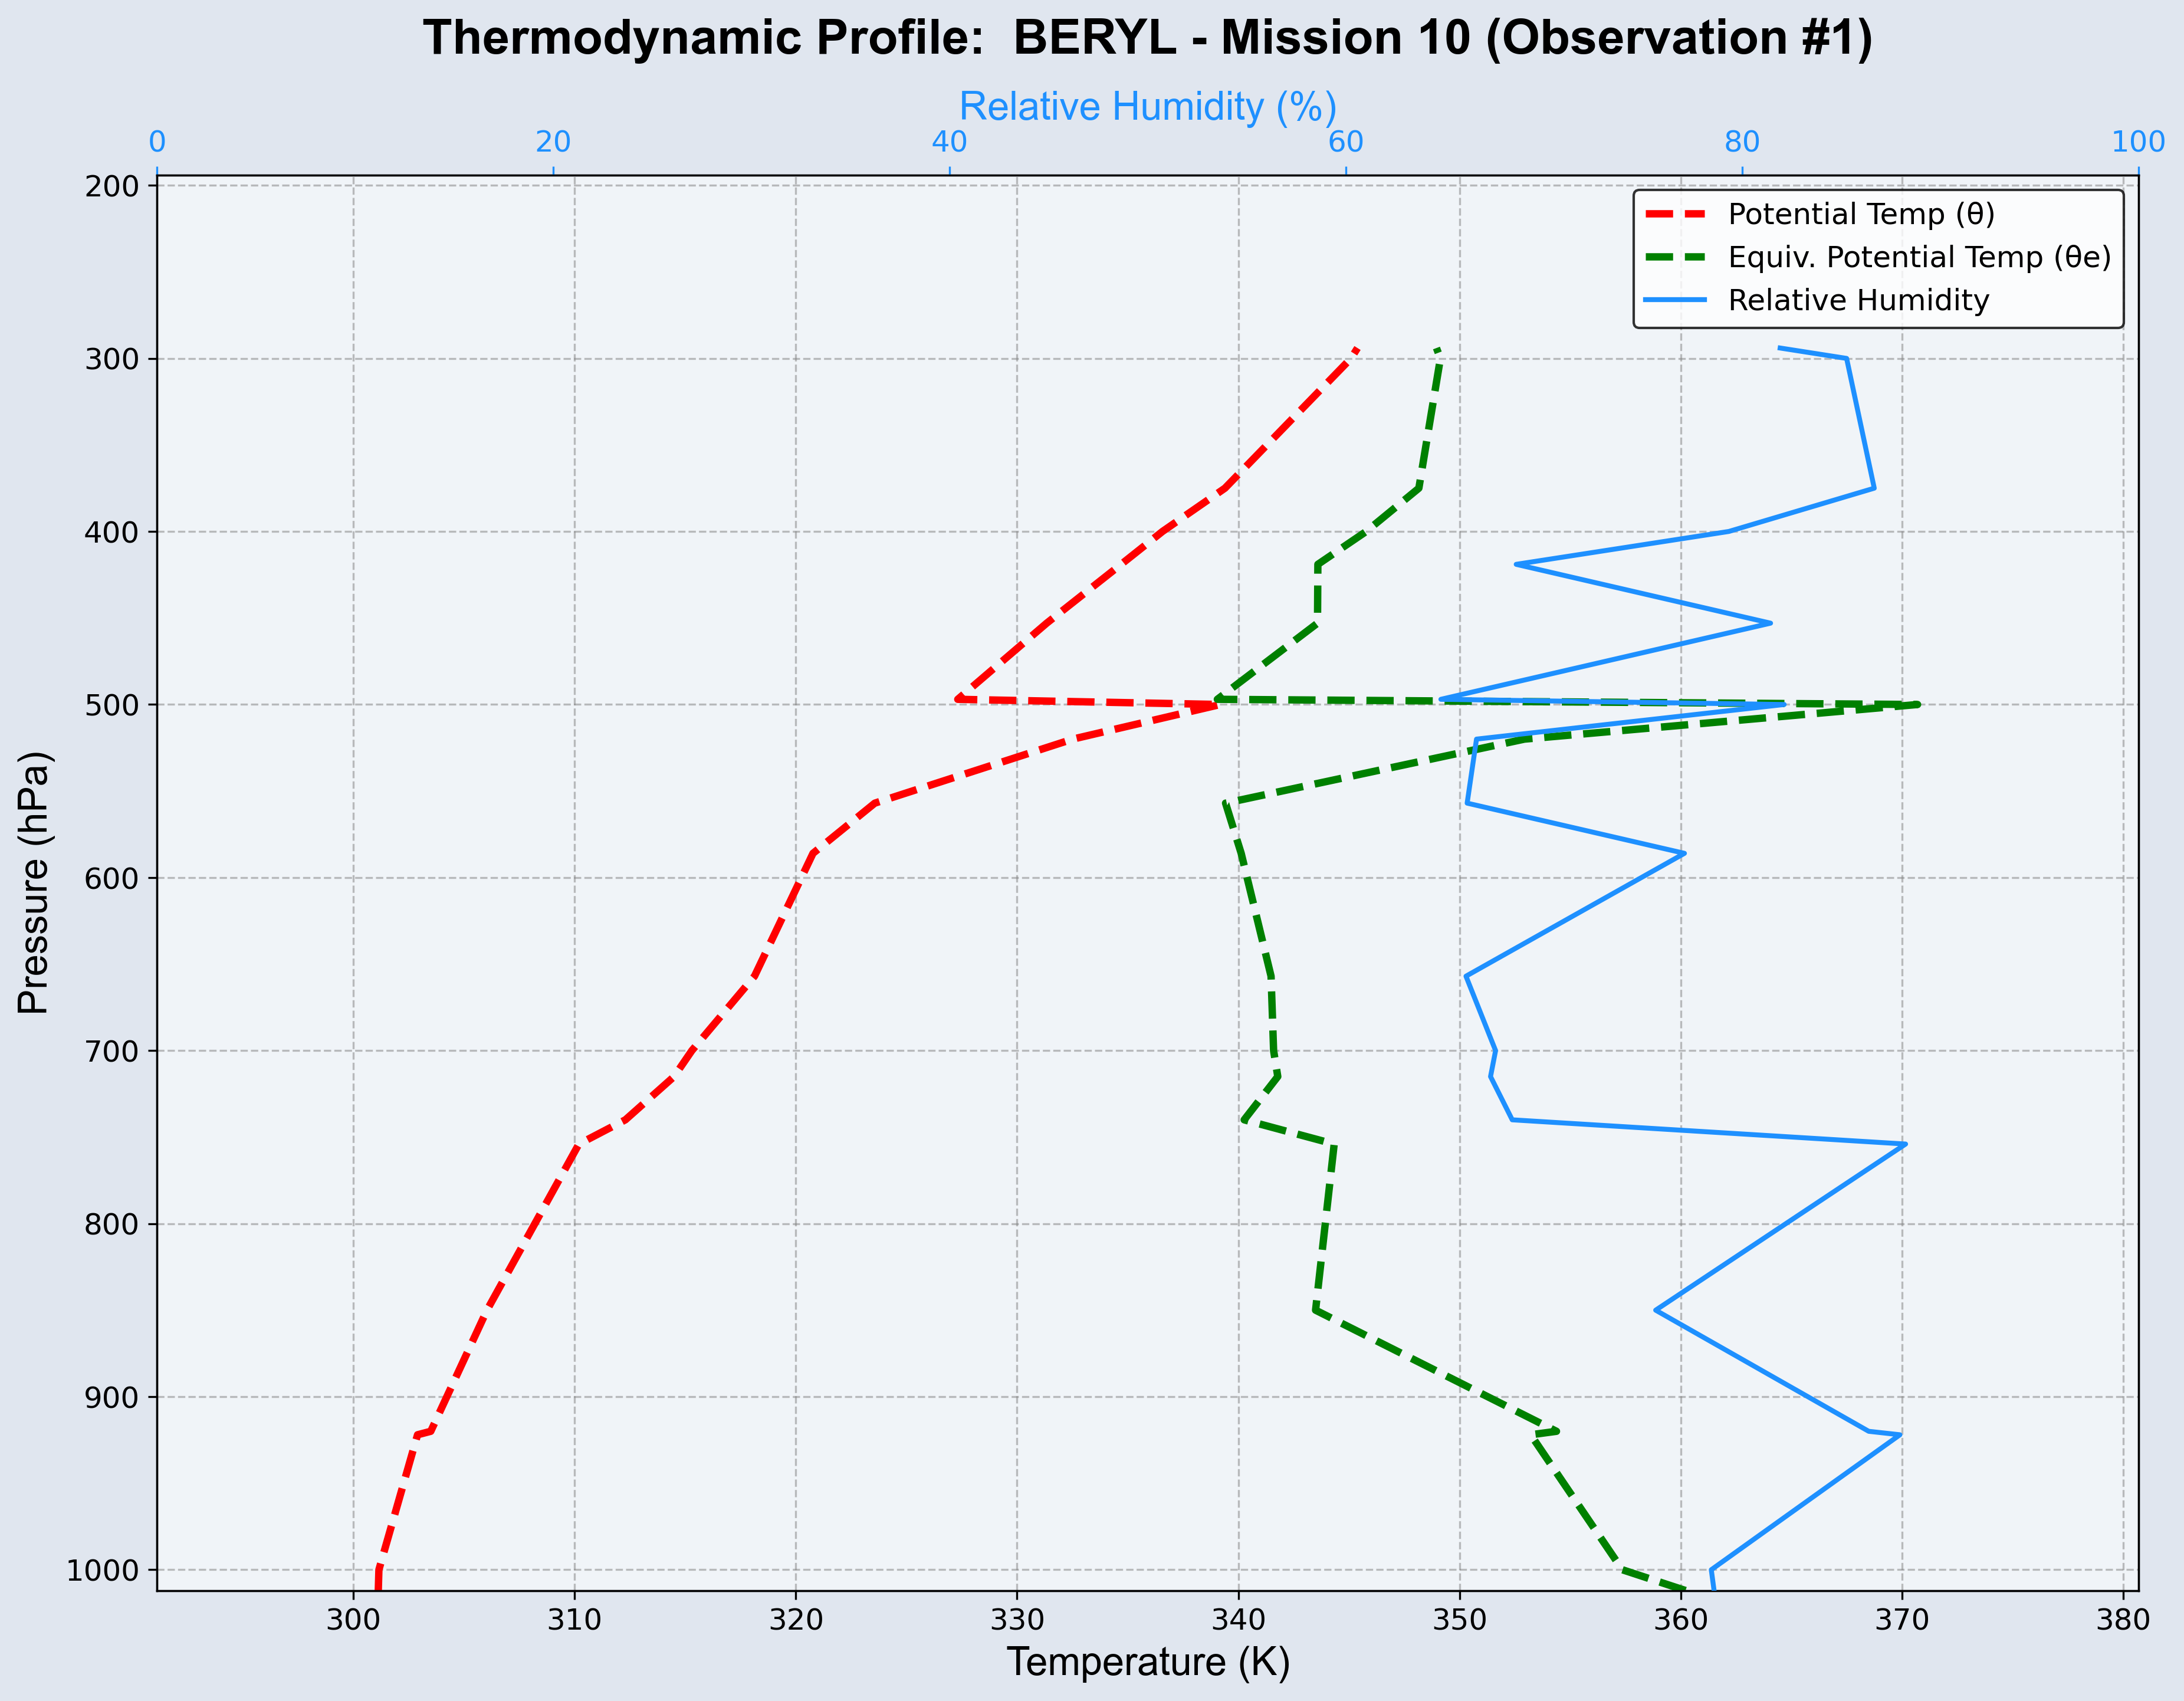 Thermodynamic Profile:  BERYL - Mission 10 (Observation #1)
Relative Humidity (%)
0 20 40 60 80 100
Potential Temp (θ)
Equiv. Potential Temp (θe)
Relative Humidity
Pressure (hPa)
200
300
400
500
600
700
800
900
1000
300 310 320 330 340 350 360 370 380
Temperature (K)